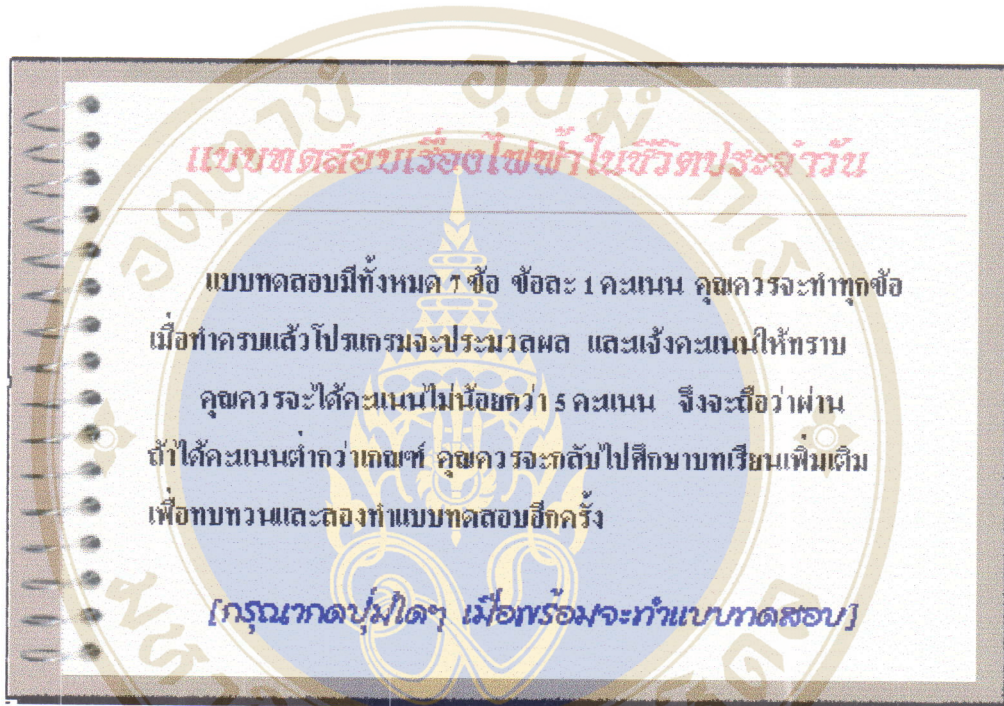 แบบทดสอบเรื่องไฟฟ้าในชีวิตประจำวัน
แบบทดสอบมีทั้งหมด 7 ข้อ ข้อละ 1 คะแนน คุณควรจะทำทุกข้อ
เมื่อทำครบแล้วโปรแกรมจะประมวลผล และแจ้งคะแนนให้ทราบ
คุณควรจะได้คะแนนไม่น้อยกว่า 5 คะแนน จึงจะถือว่าผ่าน
ถ้าได้คะแนนต่ำกว่าเกณฑ์ คุณควรจะกลับไปศึกษาบทเรียนเพิ่มเติม
เพื่อทบทวนและลองทำแบบทดสอบอีกครั้ง
[กรุณากดปุ่มใดๆ เมื่อพร้อมจะทำแบบทดสอบ]